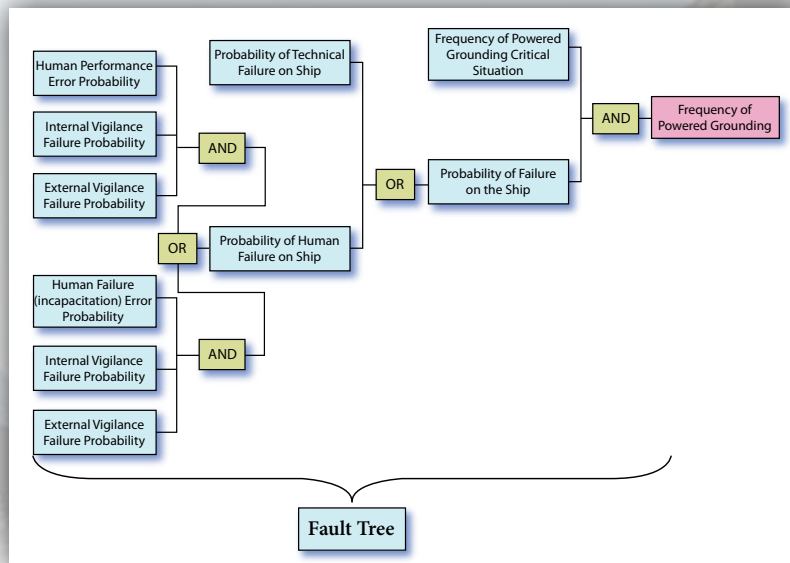 Human Performance
Error Probability
Internal Vigilance
Failure Probability
External Vigilance
Failure Probability
AND
Probability of Technical
Failure on Ship
Frequency of Powered
Grounding Critical
Situation
AND
Frequency of
Powered Grounding
OR
Probability of Failure
on the Ship
OR
Probability of Human
Failure on Ship
Human Failure
(incapacitation) Error
Probability
Internal Vigilance
Failure Probability
External Vigilance
Failure Probability
AND
Fault Tree